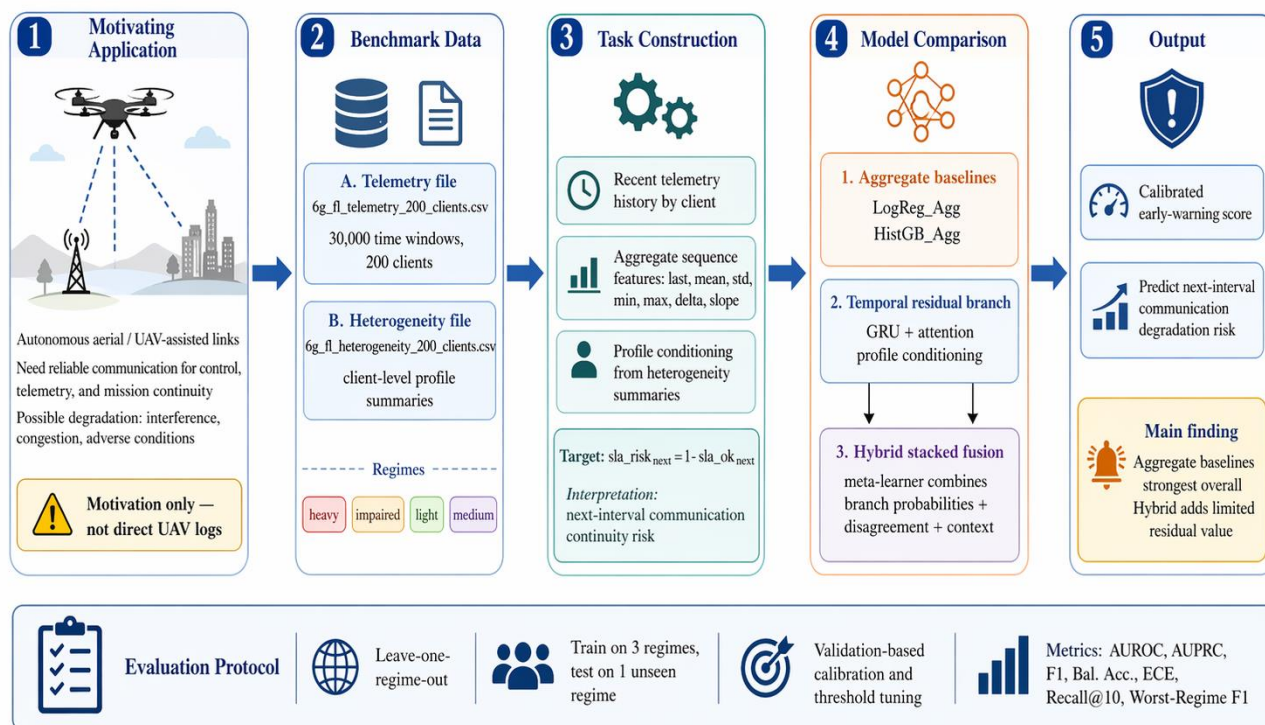 1
Motivating
Application
Autonomous aerial / UAV-assisted links
Need reliable communication for control,
telemetry, and mission continuity
Possible degradation: interference,
congestion, adverse conditions
Motivation only —
not direct UAV logs
2
Benchmark Data
A. Telemetry file
6g_fl_telemetry_200_clients.csv
30,000 time windows,
200 clients
B. Heterogeneity file
6g_fl_heterogeneity_200_clients.csv
client-level profile
summaries
Regimes
heavy
impaired
light
medium
3
Task Construction
Recent telemetry
history by client
Aggregate sequence
features: last, mean, std,
min, max, delta, slope
Profile conditioning
from heterogeneity
summaries
Target: sla_risk_next = 1 - sla_ok_next
Interpretation:
next-interval communication
continuity risk
4
Model Comparison
1. Aggregate baselines
LogReg_Agg
HistGB_Agg
2. Temporal residual branch
GRU + attention
profile conditioning
3. Hybrid stacked fusion
meta-learner combines
branch probabilities +
disagreement + context
5
Output
Calibrated
early-warning score
Predict next-interval
communication
degradation risk
Main finding
Aggregate baselines
strongest overall
Hybrid adds limited
residual value
Evaluation Protocol
Leave-one-
regime-out
Train on 3 regimes,
test on 1 unseen
regime
Validation-based
calibration and
threshold tuning
Metrics: AUROC, AUPRC,
F1, Bal. Acc., ECE,
Recall@10, Worst-Regime F1